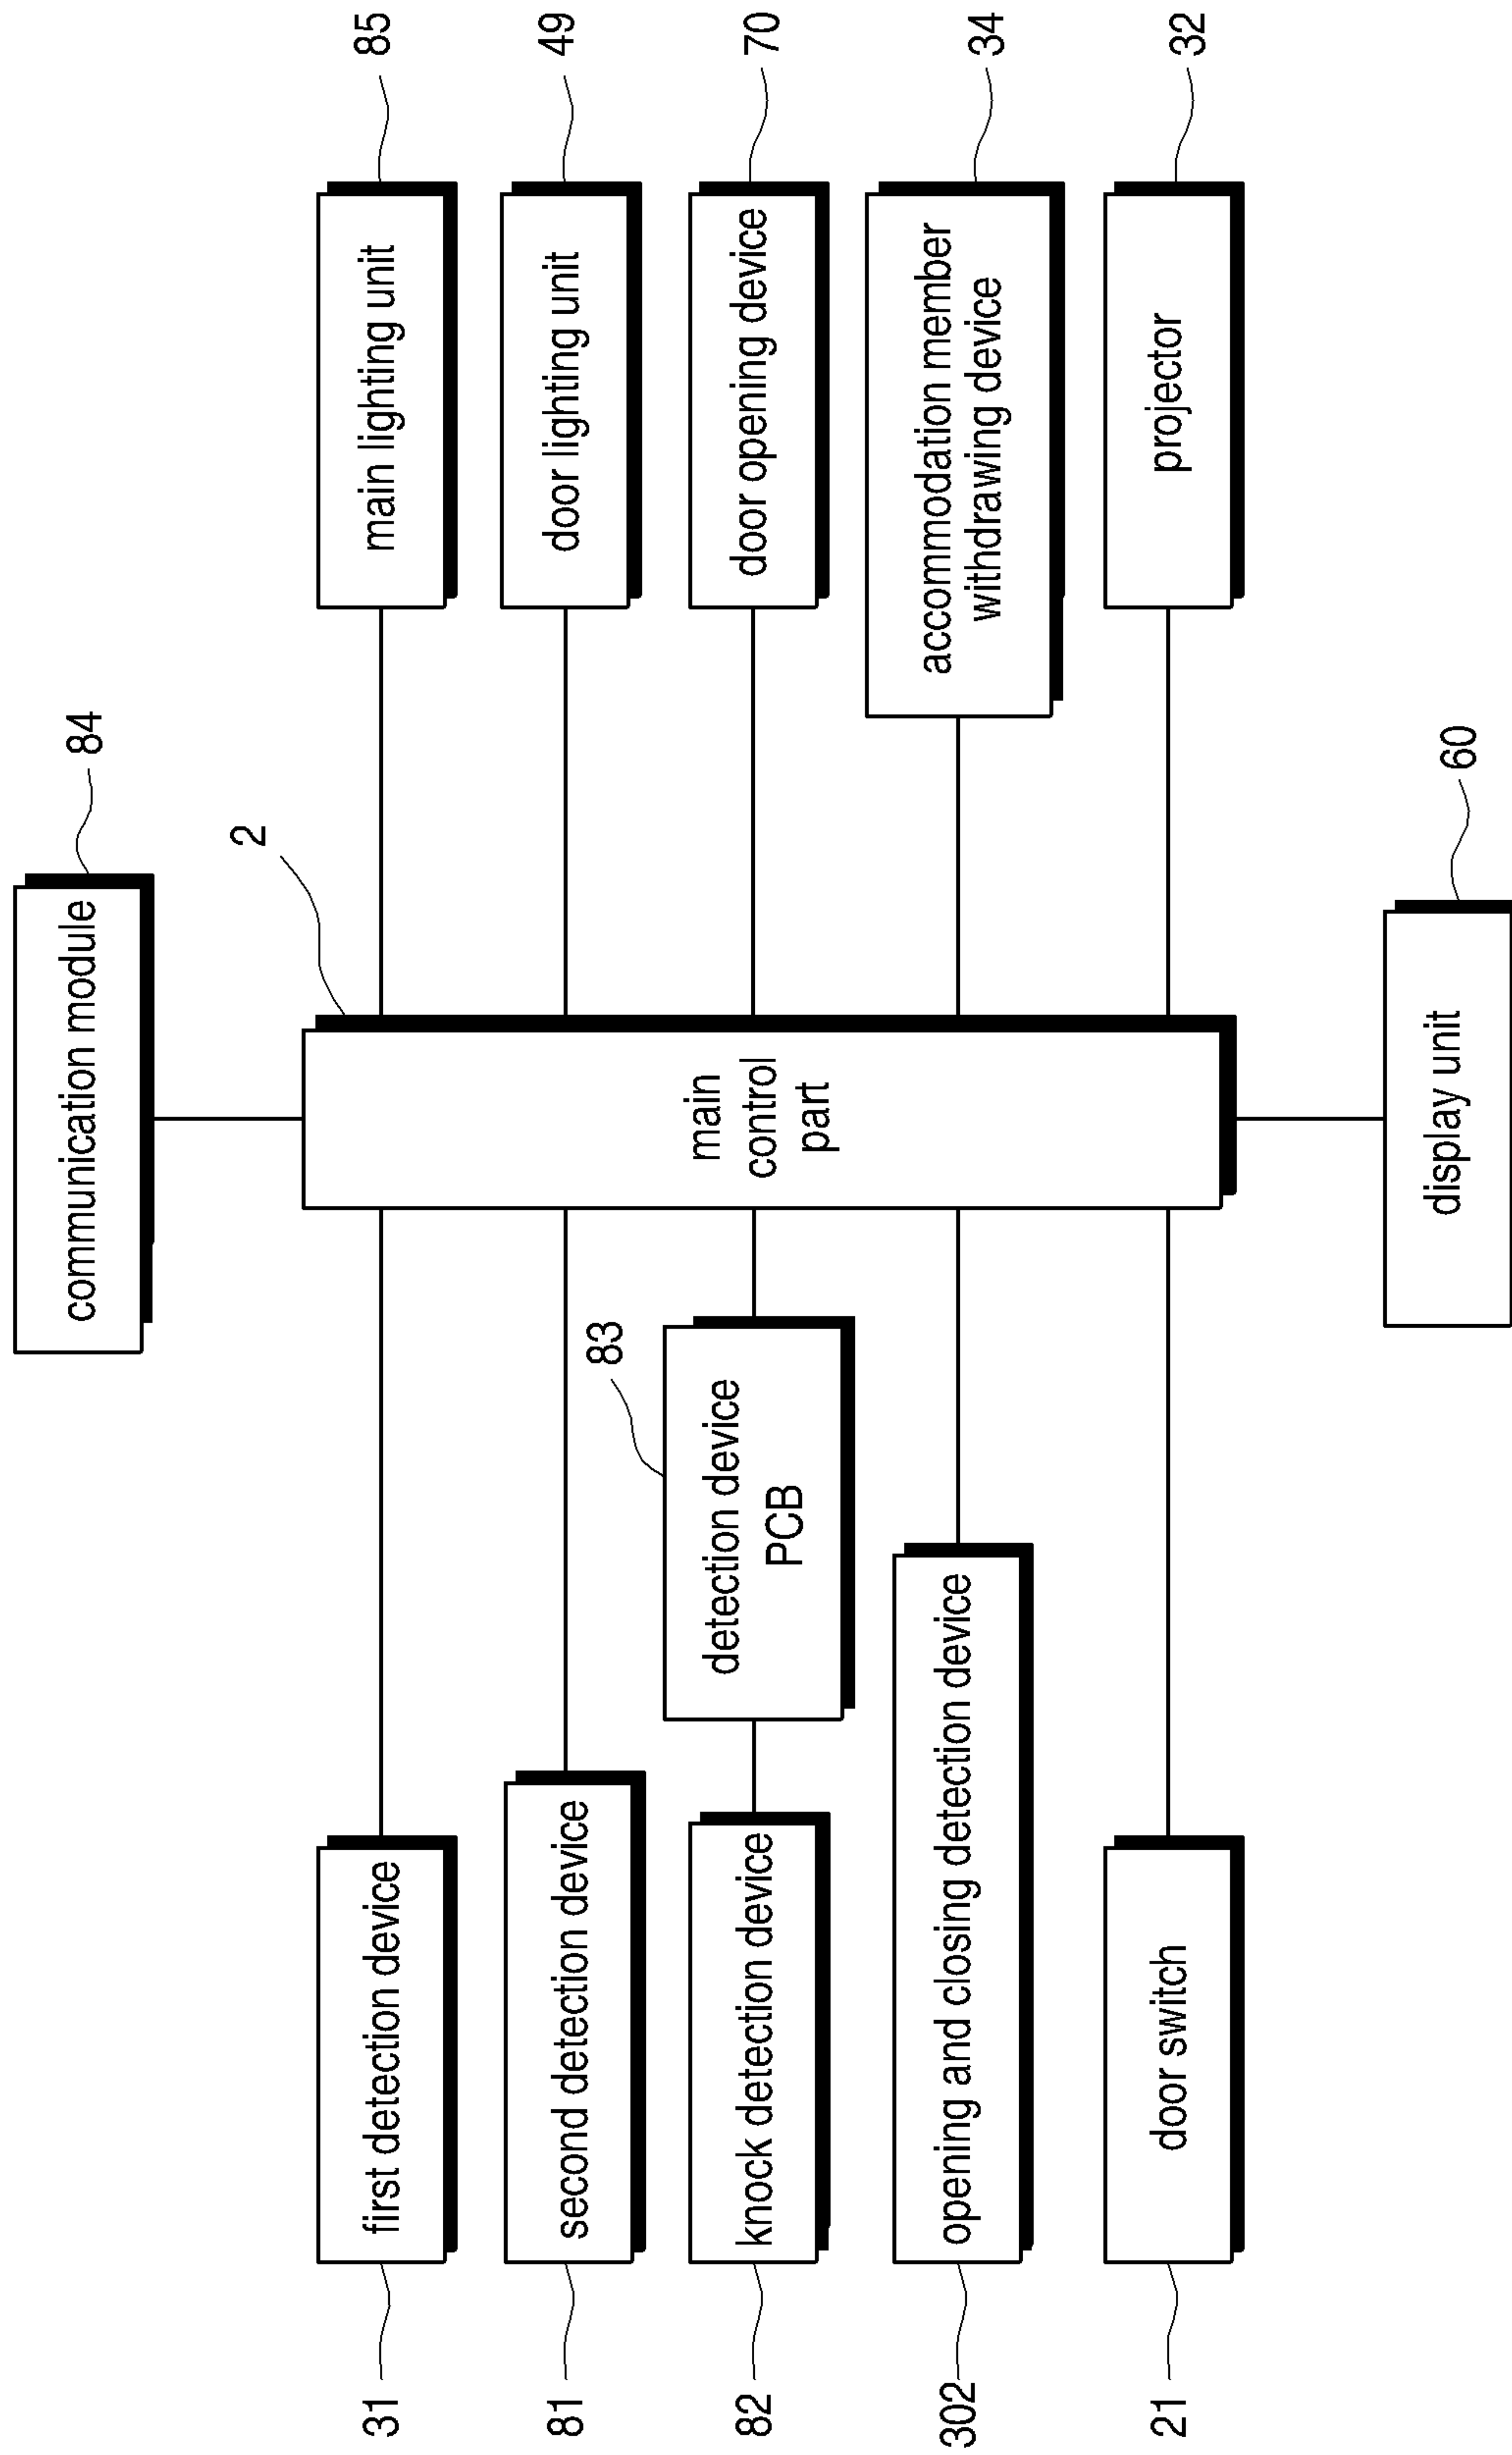 communication module
84
2
31
first detection device
main lighting unit
85
81
second detection device
door lighting unit
49
83
82
knock detection device
detection device
PCB
main
control
part
door opening device
70
302
opening and closing detection device
accommodation member
withdrawing device
34
21
door switch
projector
32
display unit
60